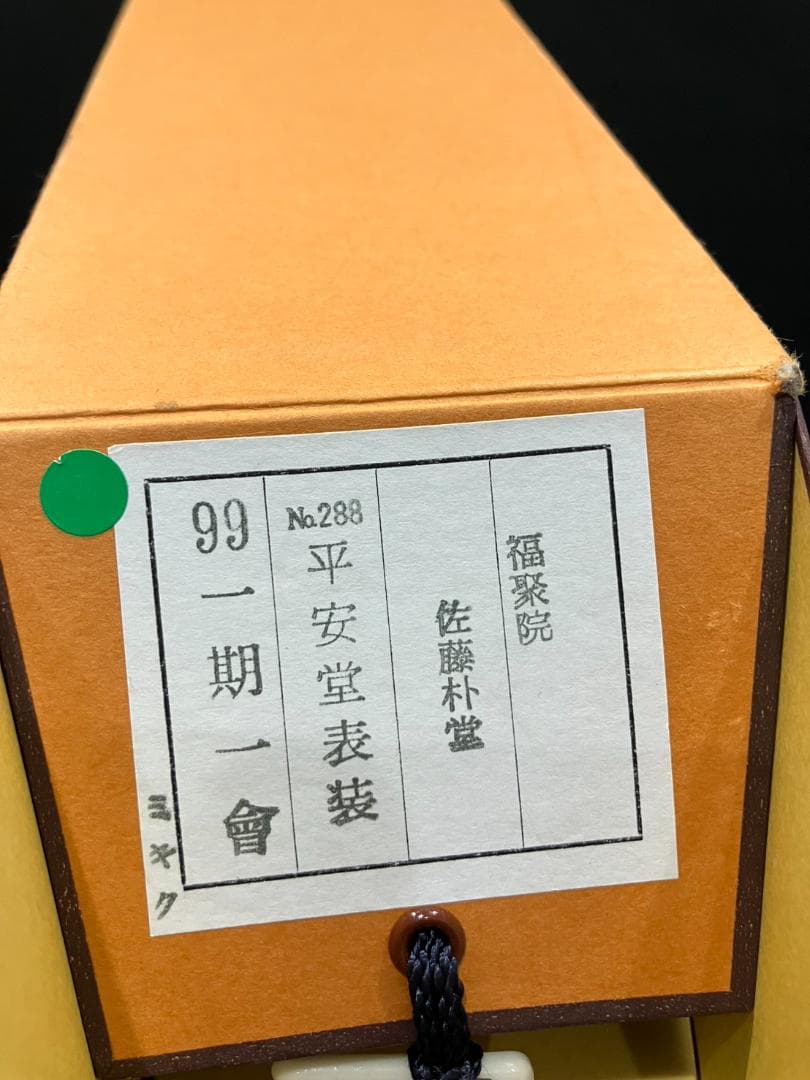 福聚院
佐藤朴堂
No.288 平安堂表装
99 一期一會
ミキク